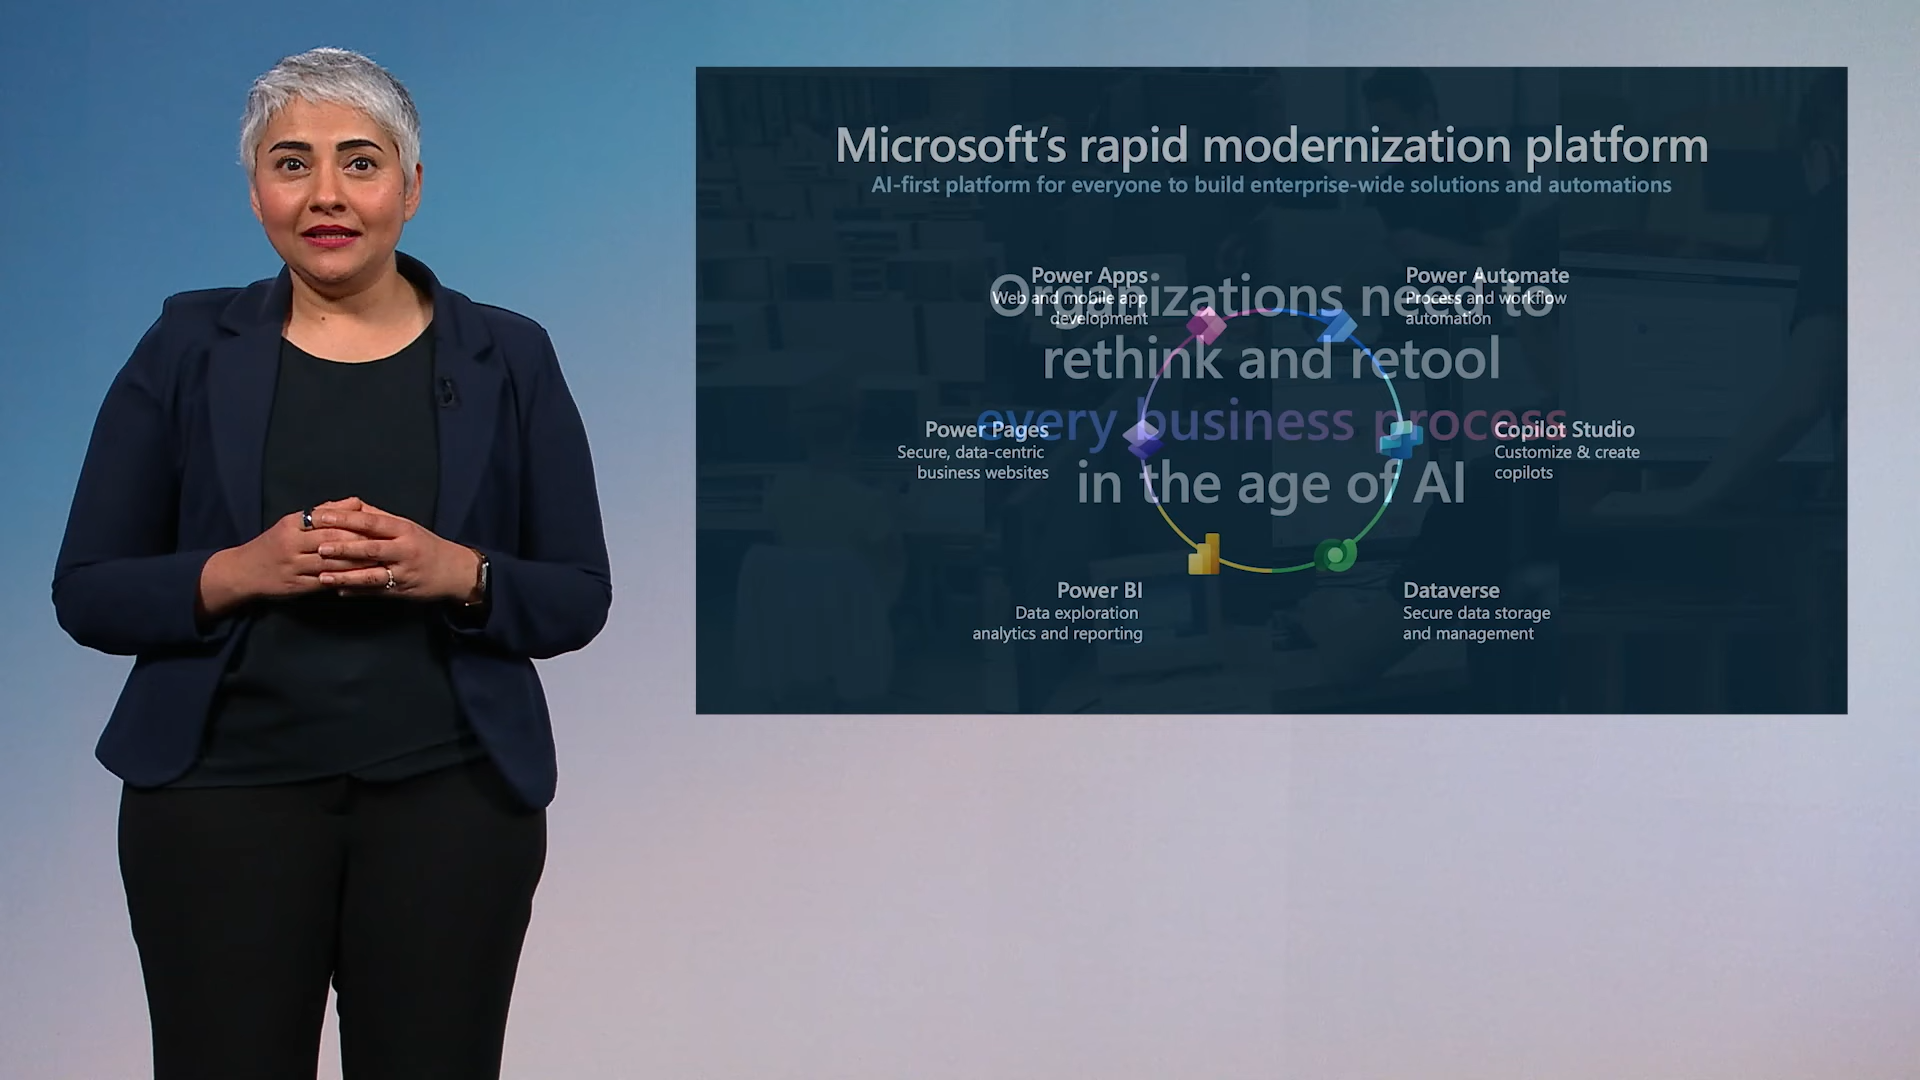 Microsoft's rapid modernization platform
AI-first platform for everyone to build enterprise-wide solutions and automations
Organizations need to
rethink and retool
every business process
in the age of AI
Power Apps
Web and mobile app
development
Power Automate
Process and workflow
automation
Power Pages
Secure, data-centric
business websites
Copilot Studio
Customize & create
copilots
Power BI
Data exploration
analytics and reporting
Dataverse
Secure data storage
and management